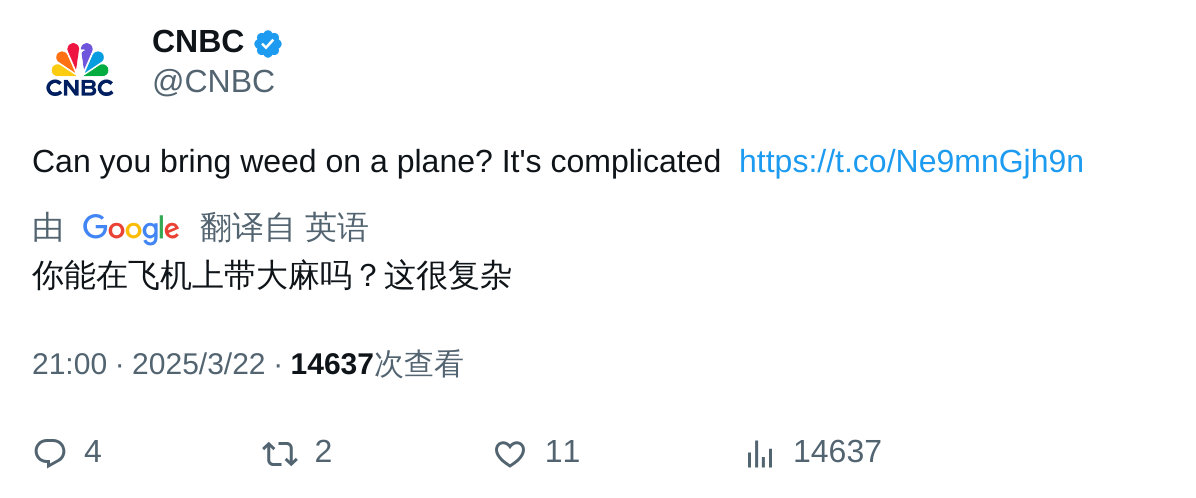 CNBC
CNBC
@CNBC
Can you bring weed on a plane? It's complicated https://t.co/Ne9mnGjh9n
由 Google 翻译自 英语
你能在飞机上带大麻吗？这很复杂
21:00 · 2025/3/22 · 14637次查看
4 2 11 14637